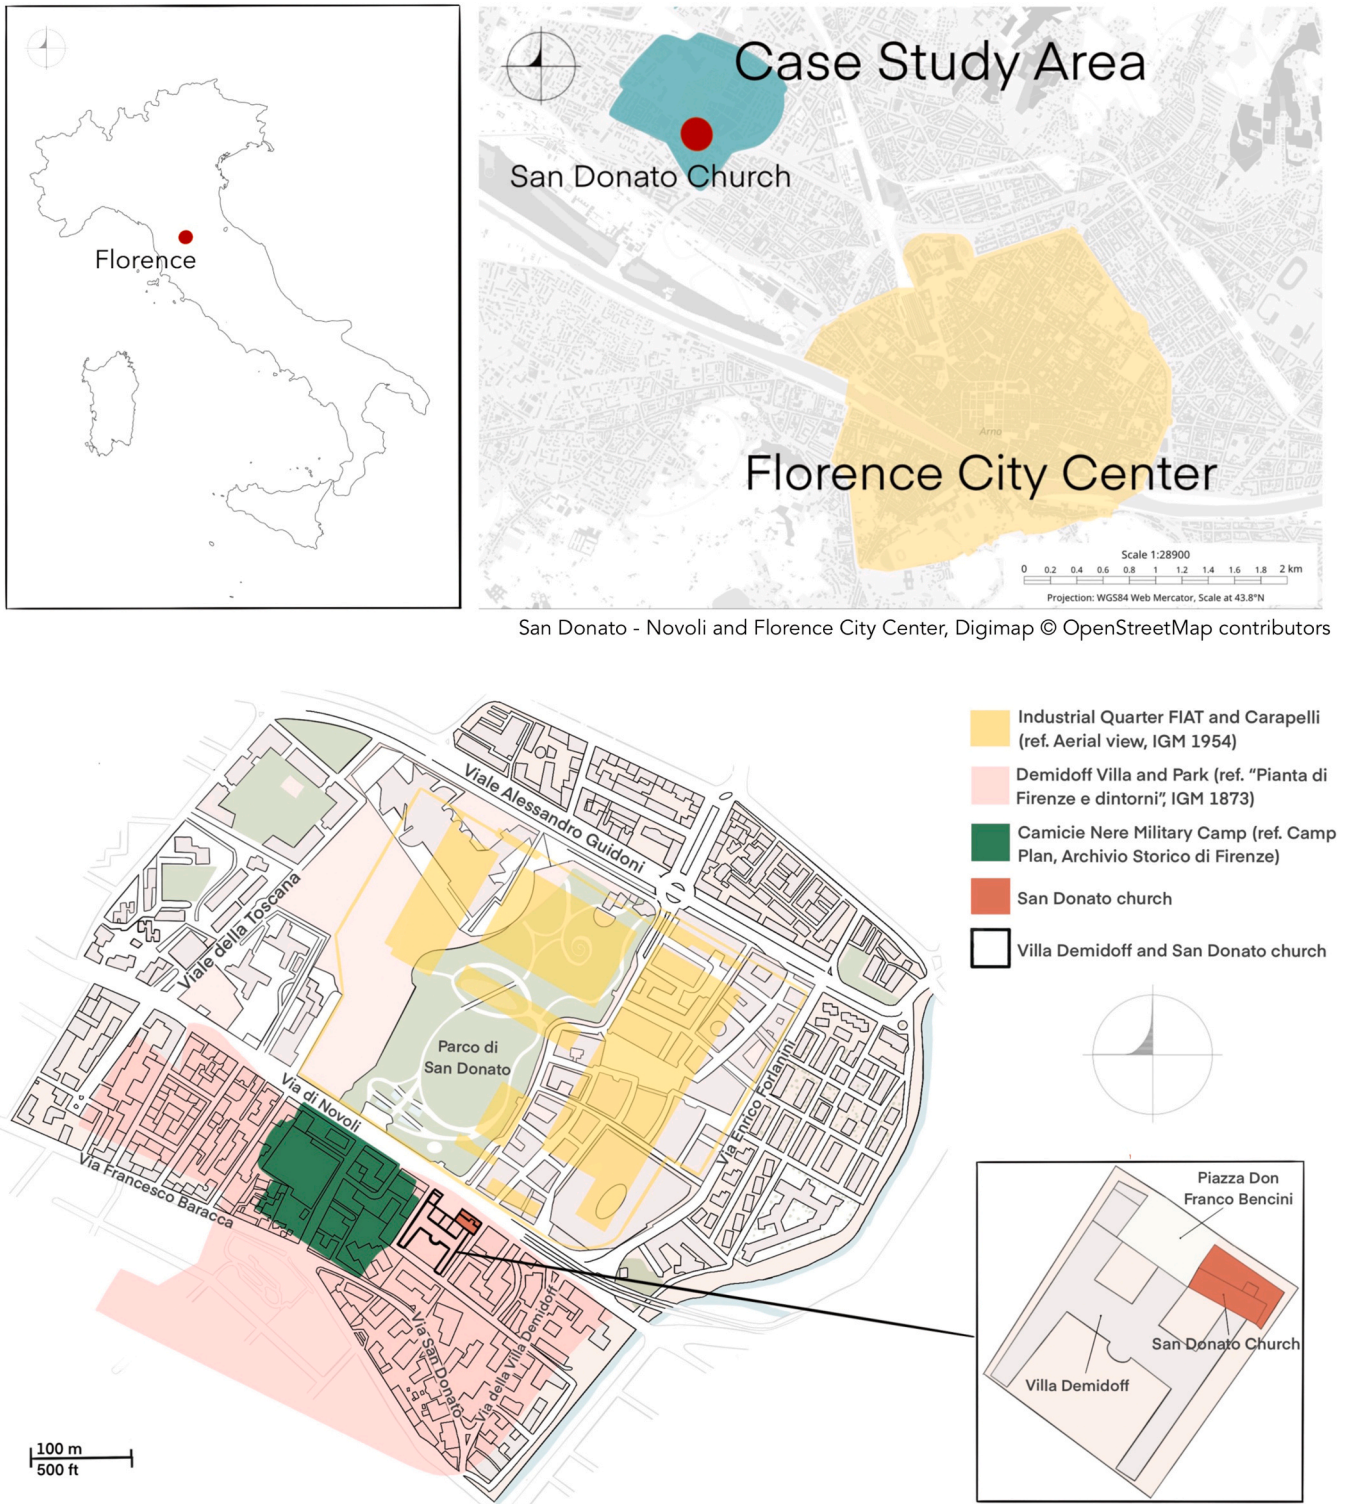 Florence
Case Study Area
San Donato Church
Arno
Florence City Center
Scale 1:28900
0 0.2 0.4 0.6 0.8 1 1.2 1.4 1.6 1.8 2 km
Projection: WGS84 Web Mercator, Scale at 43.8°N
San Donato - Novoli and Florence City Center, Digimap © OpenStreetMap contributors
Industrial Quarter FIAT and Carapelli
(ref. Aerial view, IGM 1954)
Demidoff Villa and Park (ref. “Pianta di
Firenze e dintorni”, IGM 1873)
Camicie Nere Military Camp (ref. Camp
Plan, Archivio Storico di Firenze)
San Donato church
Villa Demidoff and San Donato church
Viale Alessandro Guidoni
Viale della Toscana
Parco di
San Donato
Via di Novoli
Via Enrico Forlanini
Via Francesco Baracca
Via San Donato
Via della Villa Demidoff
100 m
500 ft
Piazza Don
Franco Bencini
San Donato Church
Villa Demidoff